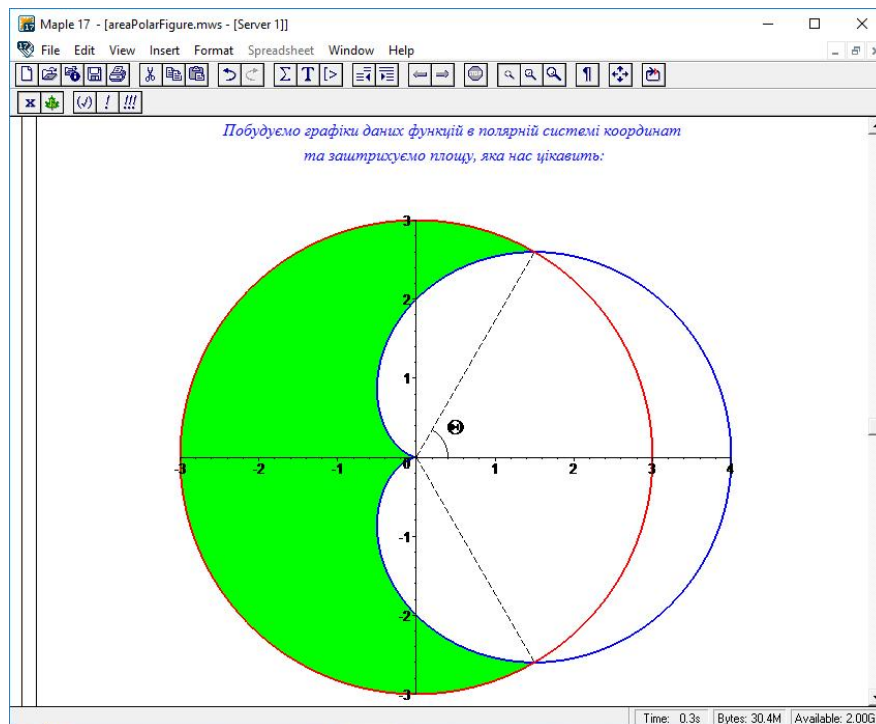 Maple 17 - [areaPolarFigure.mws - [Server 1]]
File Edit View Insert Format Spreadsheet Window Help
Σ T [>
x (√) ! !!!
Побудуємо графіки даних функцій в полярній системі координат
та заштрихуємо площу, яка нас цікавить:
3
2
1
-3 -2 -1 0 1 2 3 4
-1
-2
-3
Time: 0.3s Bytes: 30.4M Available: 2.00G